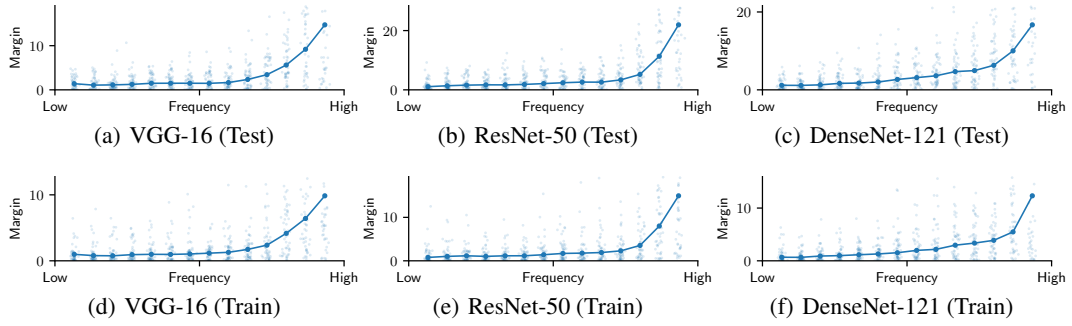 Margin
10
0
Low Frequency High
(a) VGG-16 (Test)
Margin
20
0
Low Frequency High
(b) ResNet-50 (Test)
Margin
20
0
Low Frequency High
(c) DenseNet-121 (Test)
Margin
10
0
Low Frequency High
(d) VGG-16 (Train)
Margin
10
0
Low Frequency High
(e) ResNet-50 (Train)
Margin
10
0
Low Frequency High
(f) DenseNet-121 (Train)